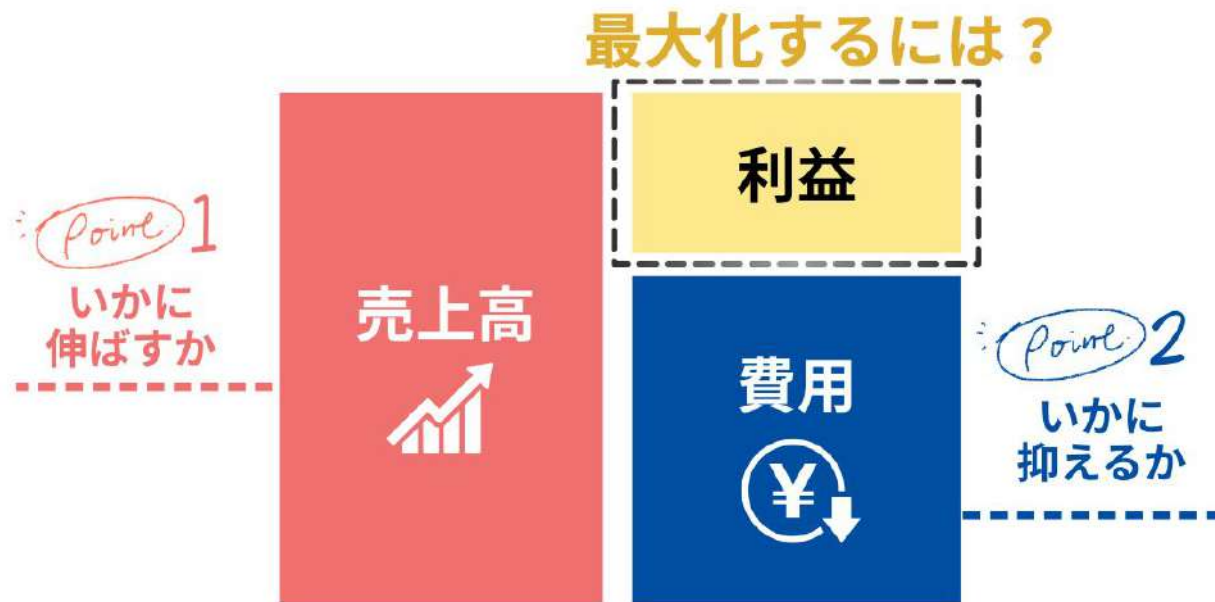 最大化するには？
利益
Point 1
いかに
伸ばすか
売上高
費用
¥
Point 2
いかに
抑えるか